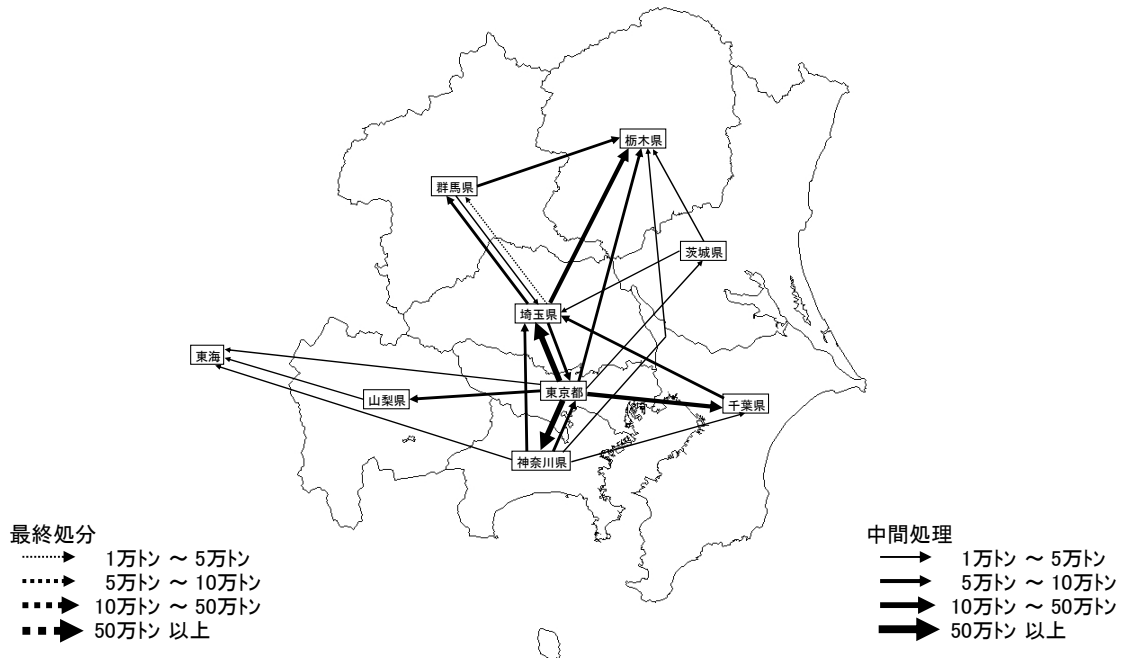 栃木県
群馬県
茨城県
埼玉県
東海
東京都
山梨県
千葉県
神奈川県
最終処分
1万トン ～ 5万トン
5万トン ～ 10万トン
10万トン ～ 50万トン
50万トン 以上
中間処理
1万トン ～ 5万トン
5万トン ～ 10万トン
10万トン ～ 50万トン
50万トン 以上